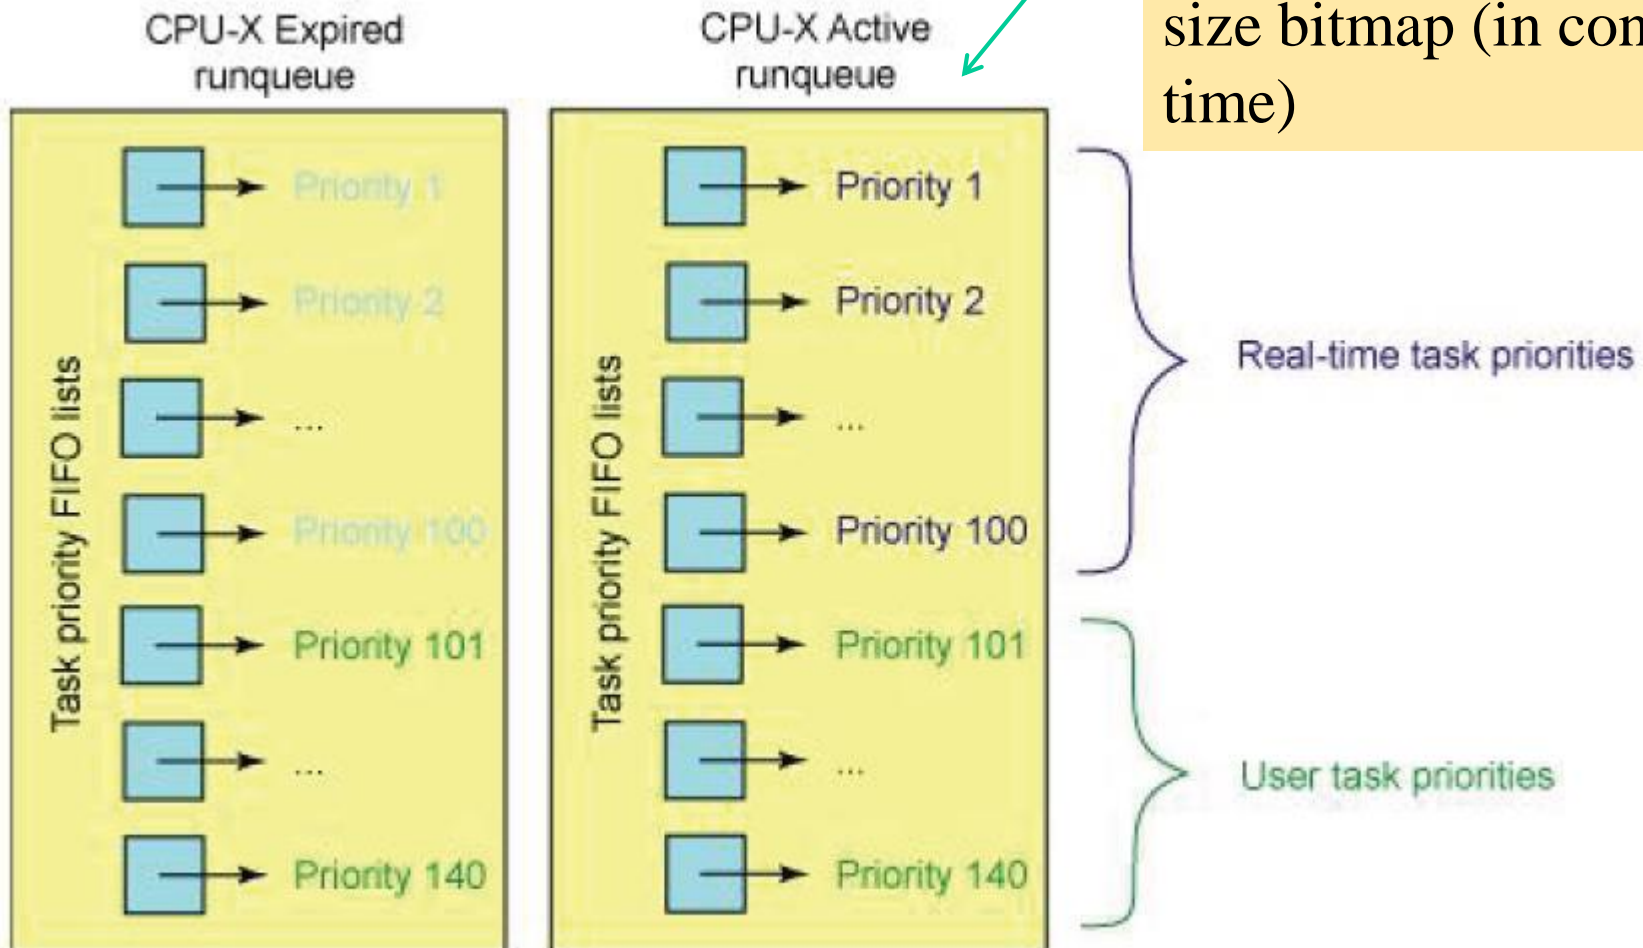 CPU-X Expired
runqueue
CPU-X Active
runqueue
size bitmap (in
time)
Task priority FIFO lists
Priority 1
Priority 2
...
Priority 100
Priority 101
...
Priority 140
Task priority FIFO lists
Priority 1
Priority 2
...
Priority 100
Priority 101
...
Priority 140
Real-time task priorities
User task priorities